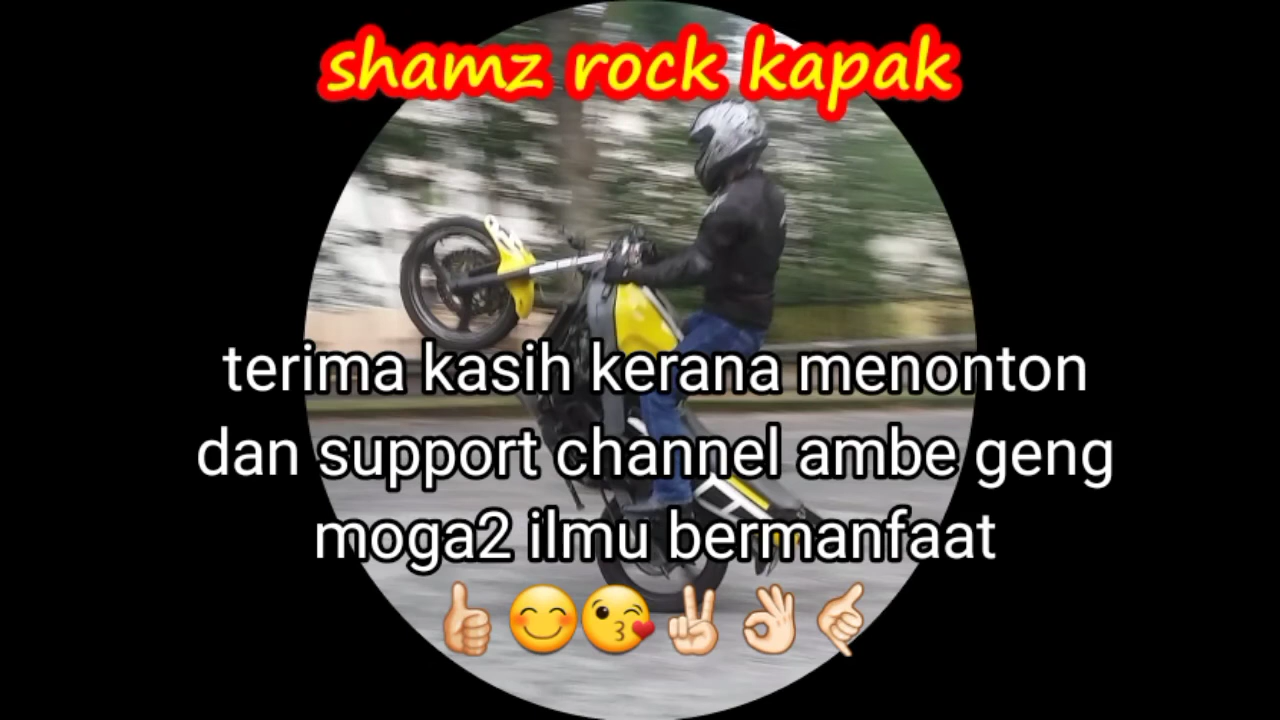 shamz rock kapak
terima kasih kerana menonton
dan support channel ambe geng
moga2 ilmu bermanfaat
👍🏻😊😘✌🏻👌🏻🤙🏻